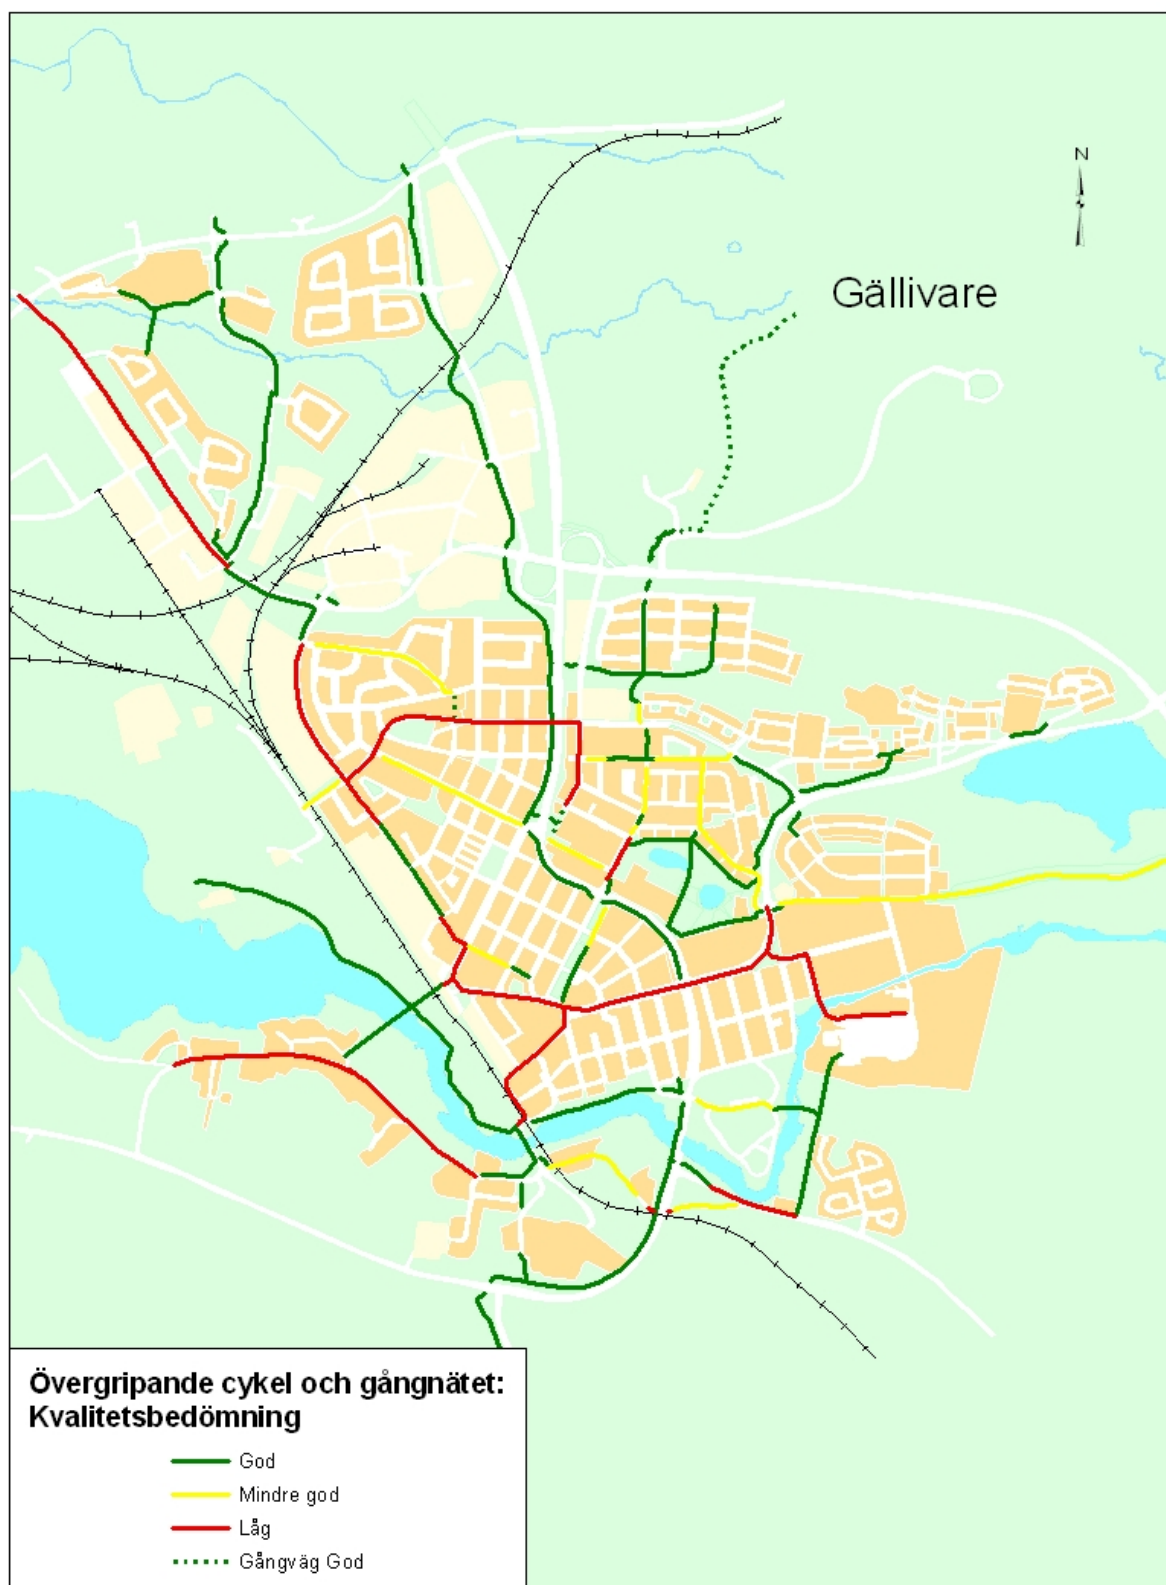 N
Gällivare
Övergripande cykel och gångnätet:
Kvalitetsbedömning
God
Mindre god
Låg
Gångväg God